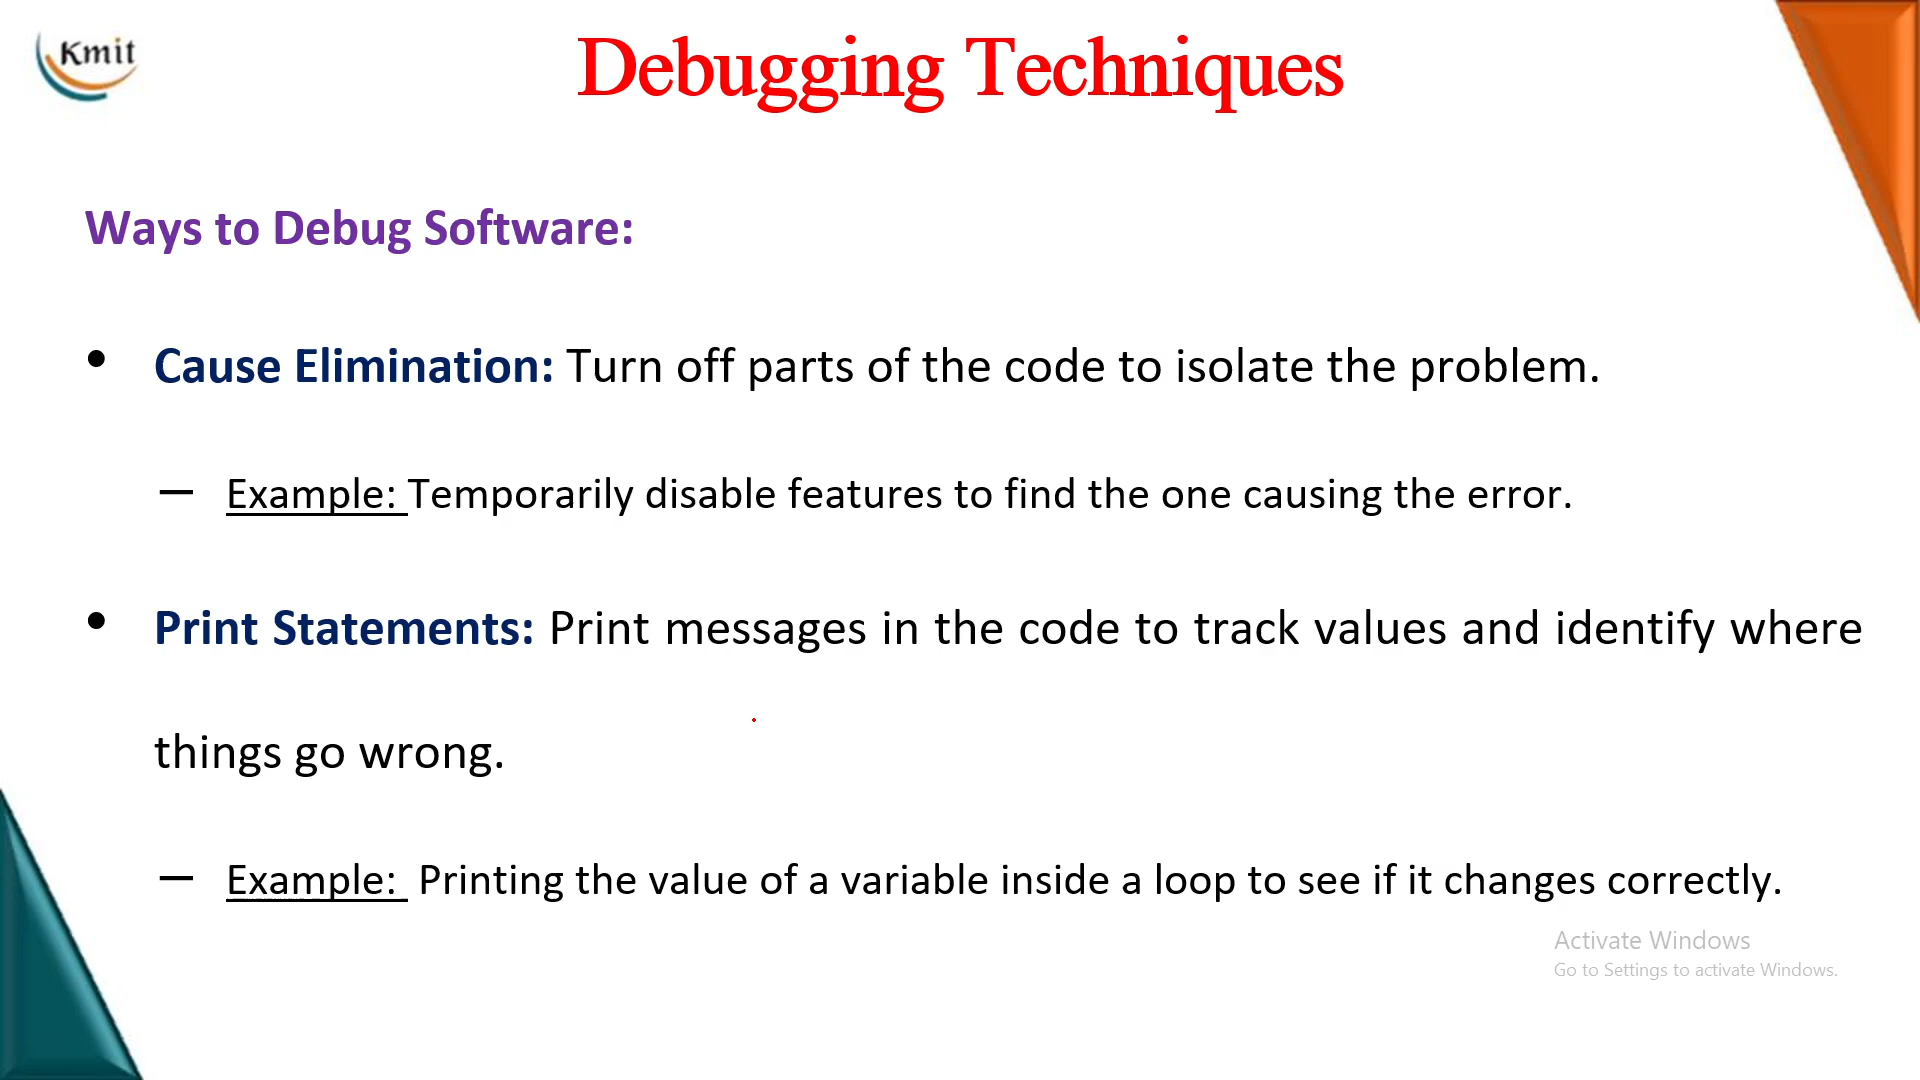 Kmit
Debugging Techniques
Ways to Debug Software:
• Cause Elimination: Turn off parts of the code to isolate the problem.
— Example: Temporarily disable features to find the one causing the error.
• Print Statements: Print messages in the code to track values and identify where
things go wrong.
— Example: Printing the value of a variable inside a loop to see if it changes correctly.
Activate Windows
Go to Settings to activate Windows.